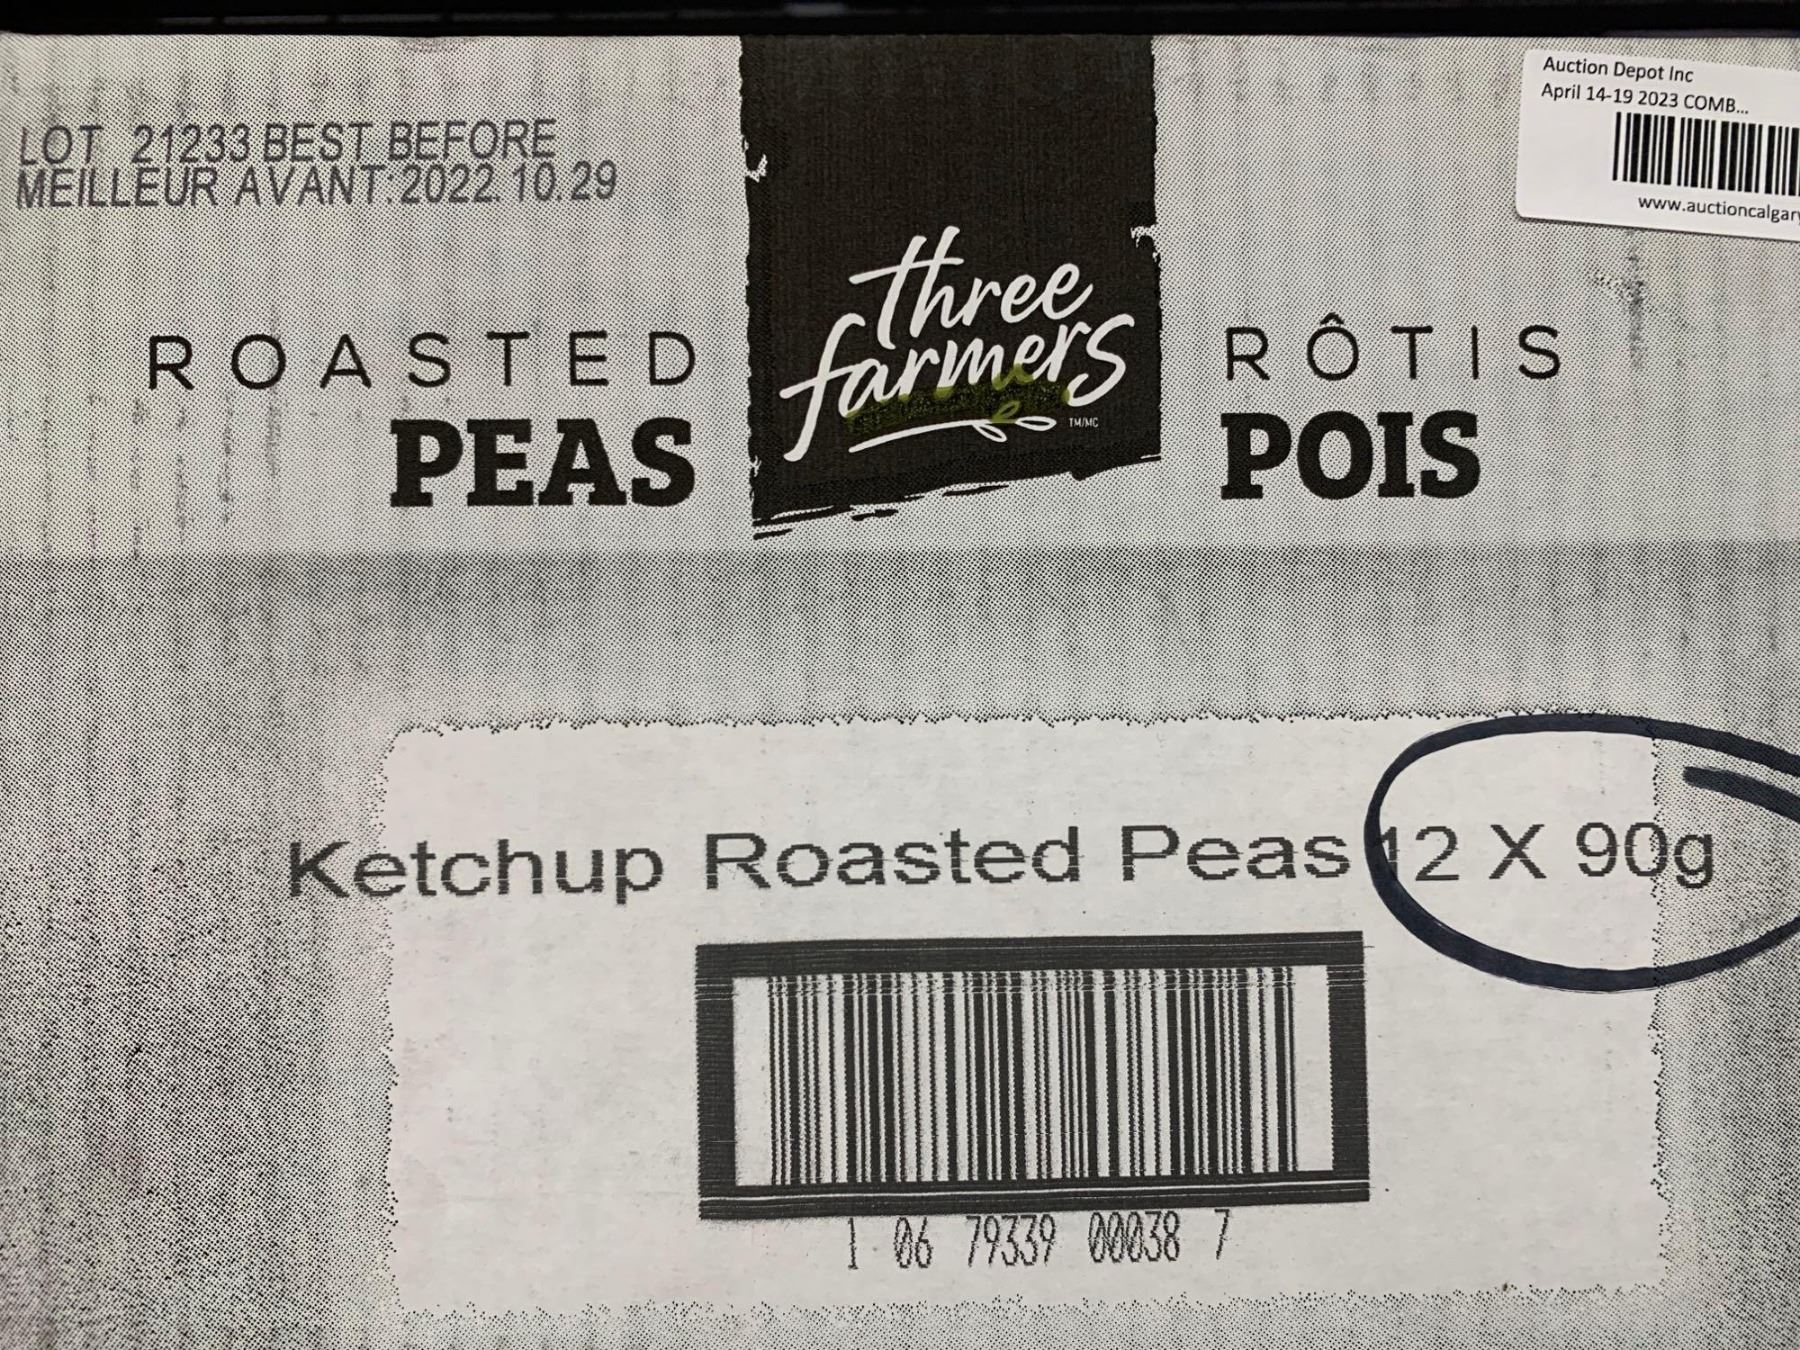 Auction Depot Inc
April 14-19 2023 COMB...
www.auctioncalgary
LOT 21233 BEST BEFORE
MEILLEUR AVANT:2022.10.29
three
farmers
TM/MC
ROASTED
PEAS
RÔTIS
POIS
Ketchup Roasted Peas 12 X 90g
1 06 79339 00038 7